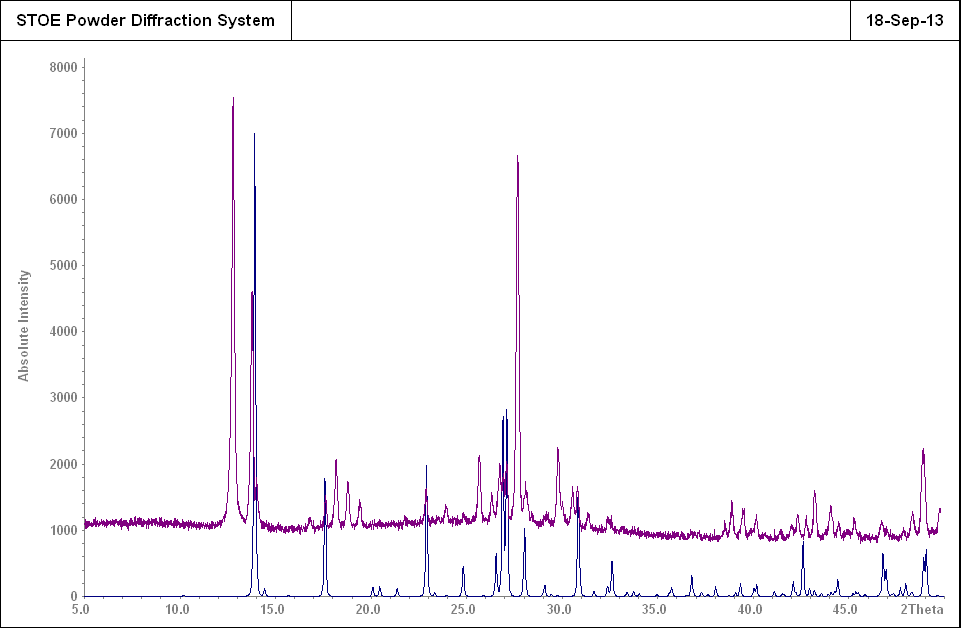 STOE Powder Diffraction System
18-Sep-13
Absolute Intensity
8000
7000
6000
5000
4000
3000
2000
1000
0
5.0 10.0 15.0 20.0 25.0 30.0 35.0 40.0 45.0 2Theta